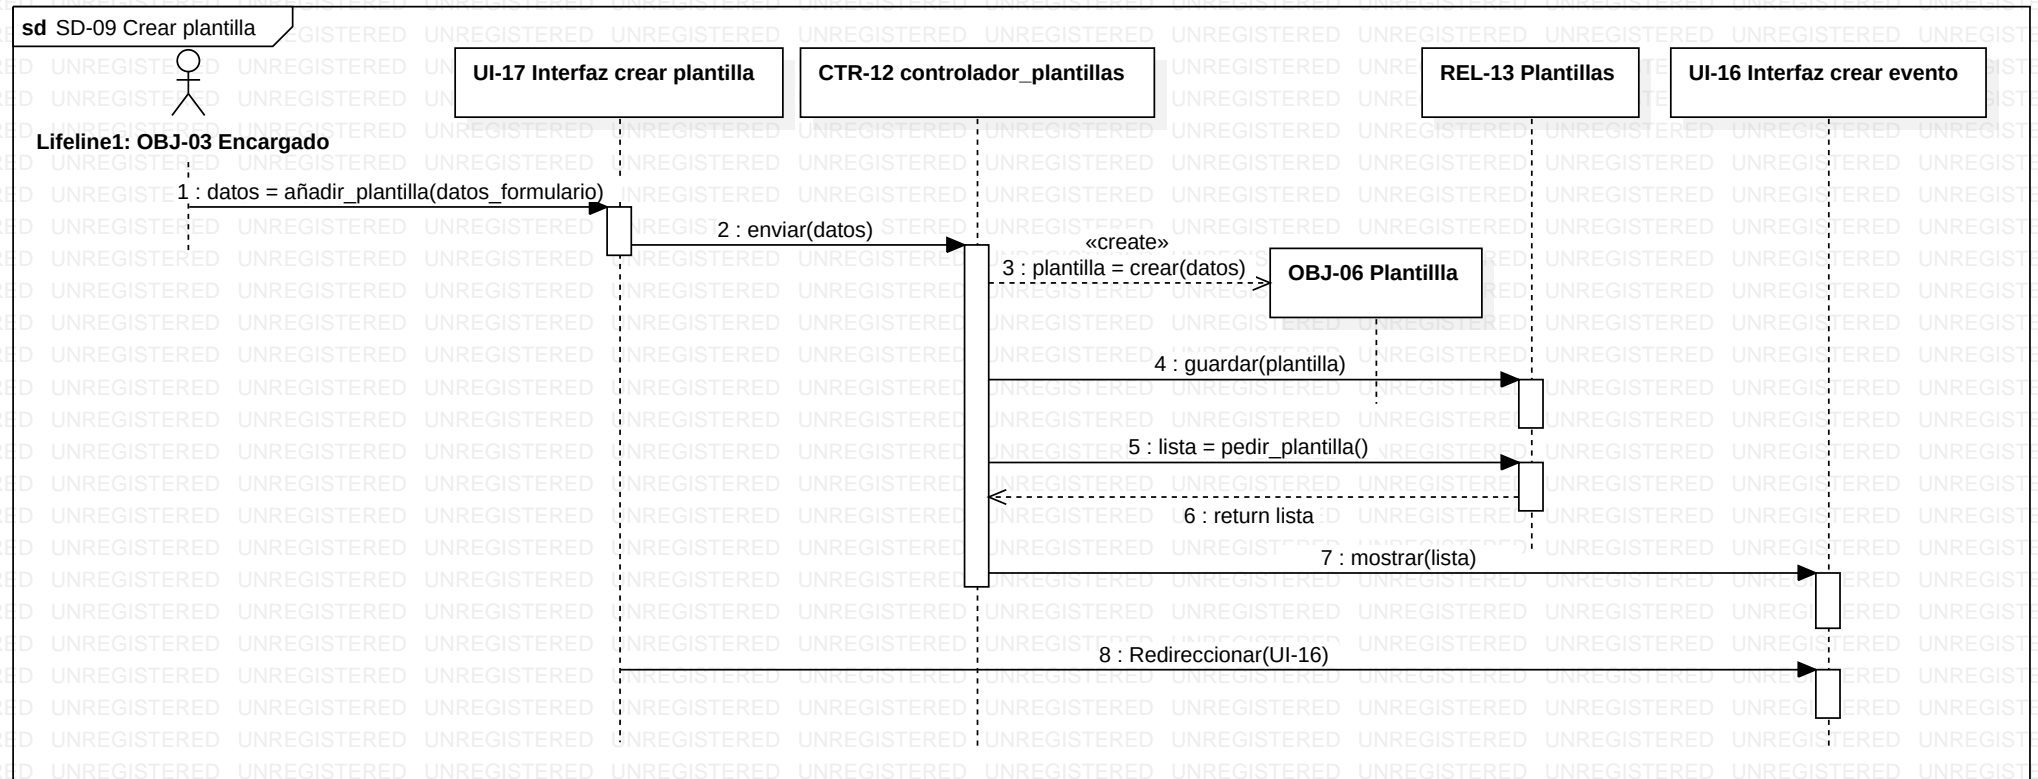 sd SD-09 Crear plantilla
UI-17 Interfaz crear plantilla
CTR-12 controlador_plantillas
REL-13 Plantillas
UI-16 Interfaz crear evento
Lifeline1: OBJ-03 Encargado
1 : datos = añadir_plantilla(datos_formulario)
2 : enviar(datos)
«create»
3 : plantilla = crear(datos)
OBJ-06 Plantillla
4 : guardar(plantilla)
5 : lista = pedir_plantilla()
6 : return lista
7 : mostrar(lista)
8 : Redireccionar(UI-16)
UNREGISTERED